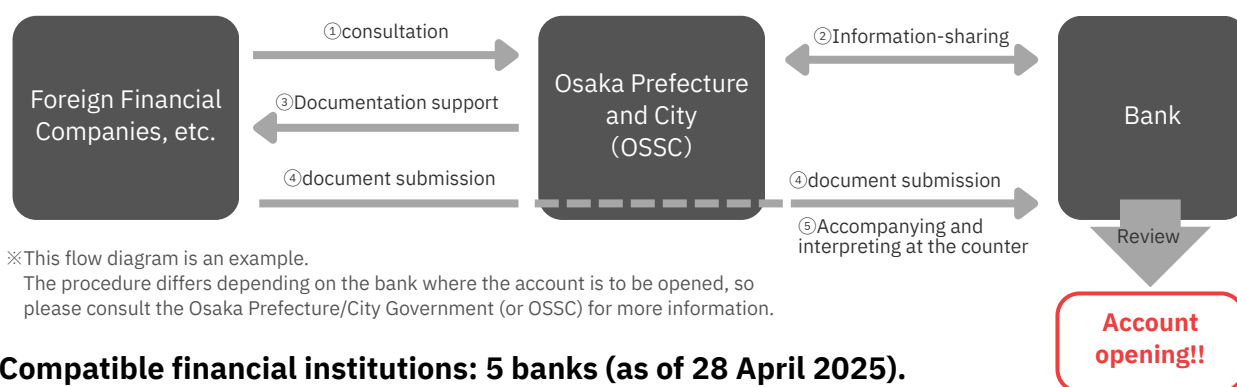 ①consultation
②Information-sharing
Foreign Financial
Companies, etc.
③Documentation support
Osaka Prefecture
and City
（OSSC）
Bank
④document submission
④document submission
⑤Accompanying and
interpreting at the counter
Review
※This flow diagram is an example.
The procedure differs depending on the bank where the account is to be opened, so
please consult the Osaka Prefecture/City Government (or OSSC) for more information.
Account
opening!!
Compatible financial institutions: 5 banks (as of 28 April 2025).